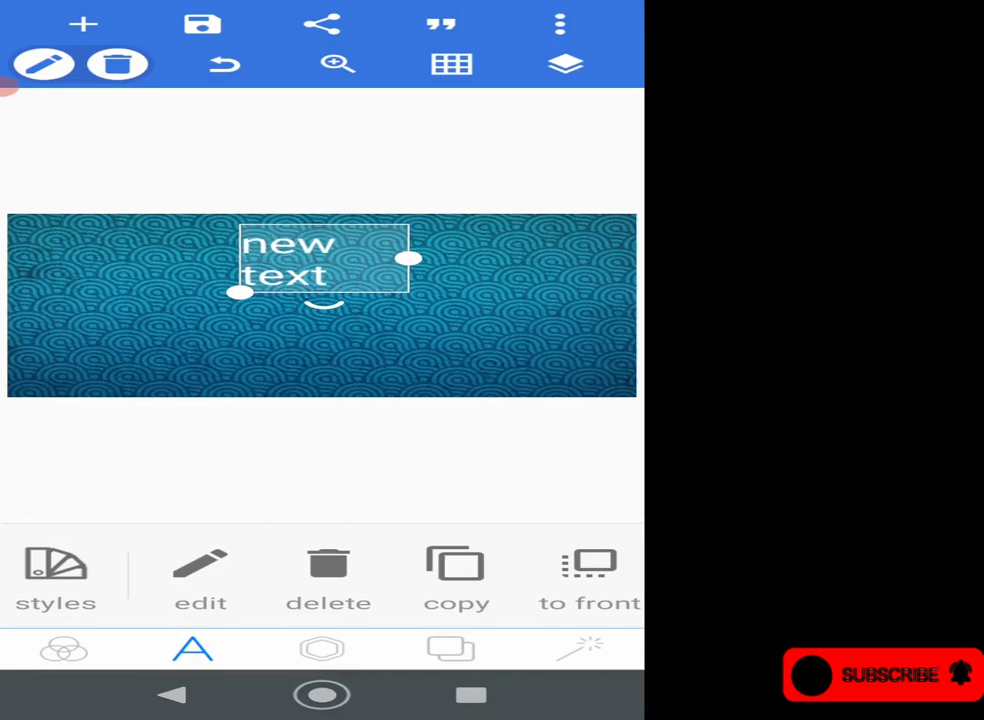 new
text
styles
edit
delete
copy
to front
SUBSCRIBE